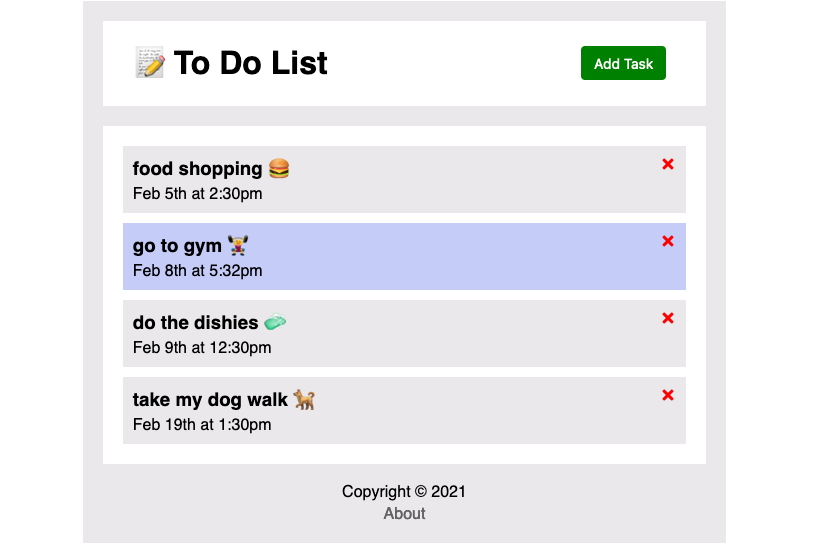 📝 To Do List
Add Task
food shopping 🍔
Feb 5th at 2:30pm
go to gym 🏋️‍♀️
Feb 8th at 5:32pm
do the dishies 🧼
Feb 9th at 12:30pm
take my dog walk 🐕
Feb 19th at 1:30pm
Copyright © 2021
About